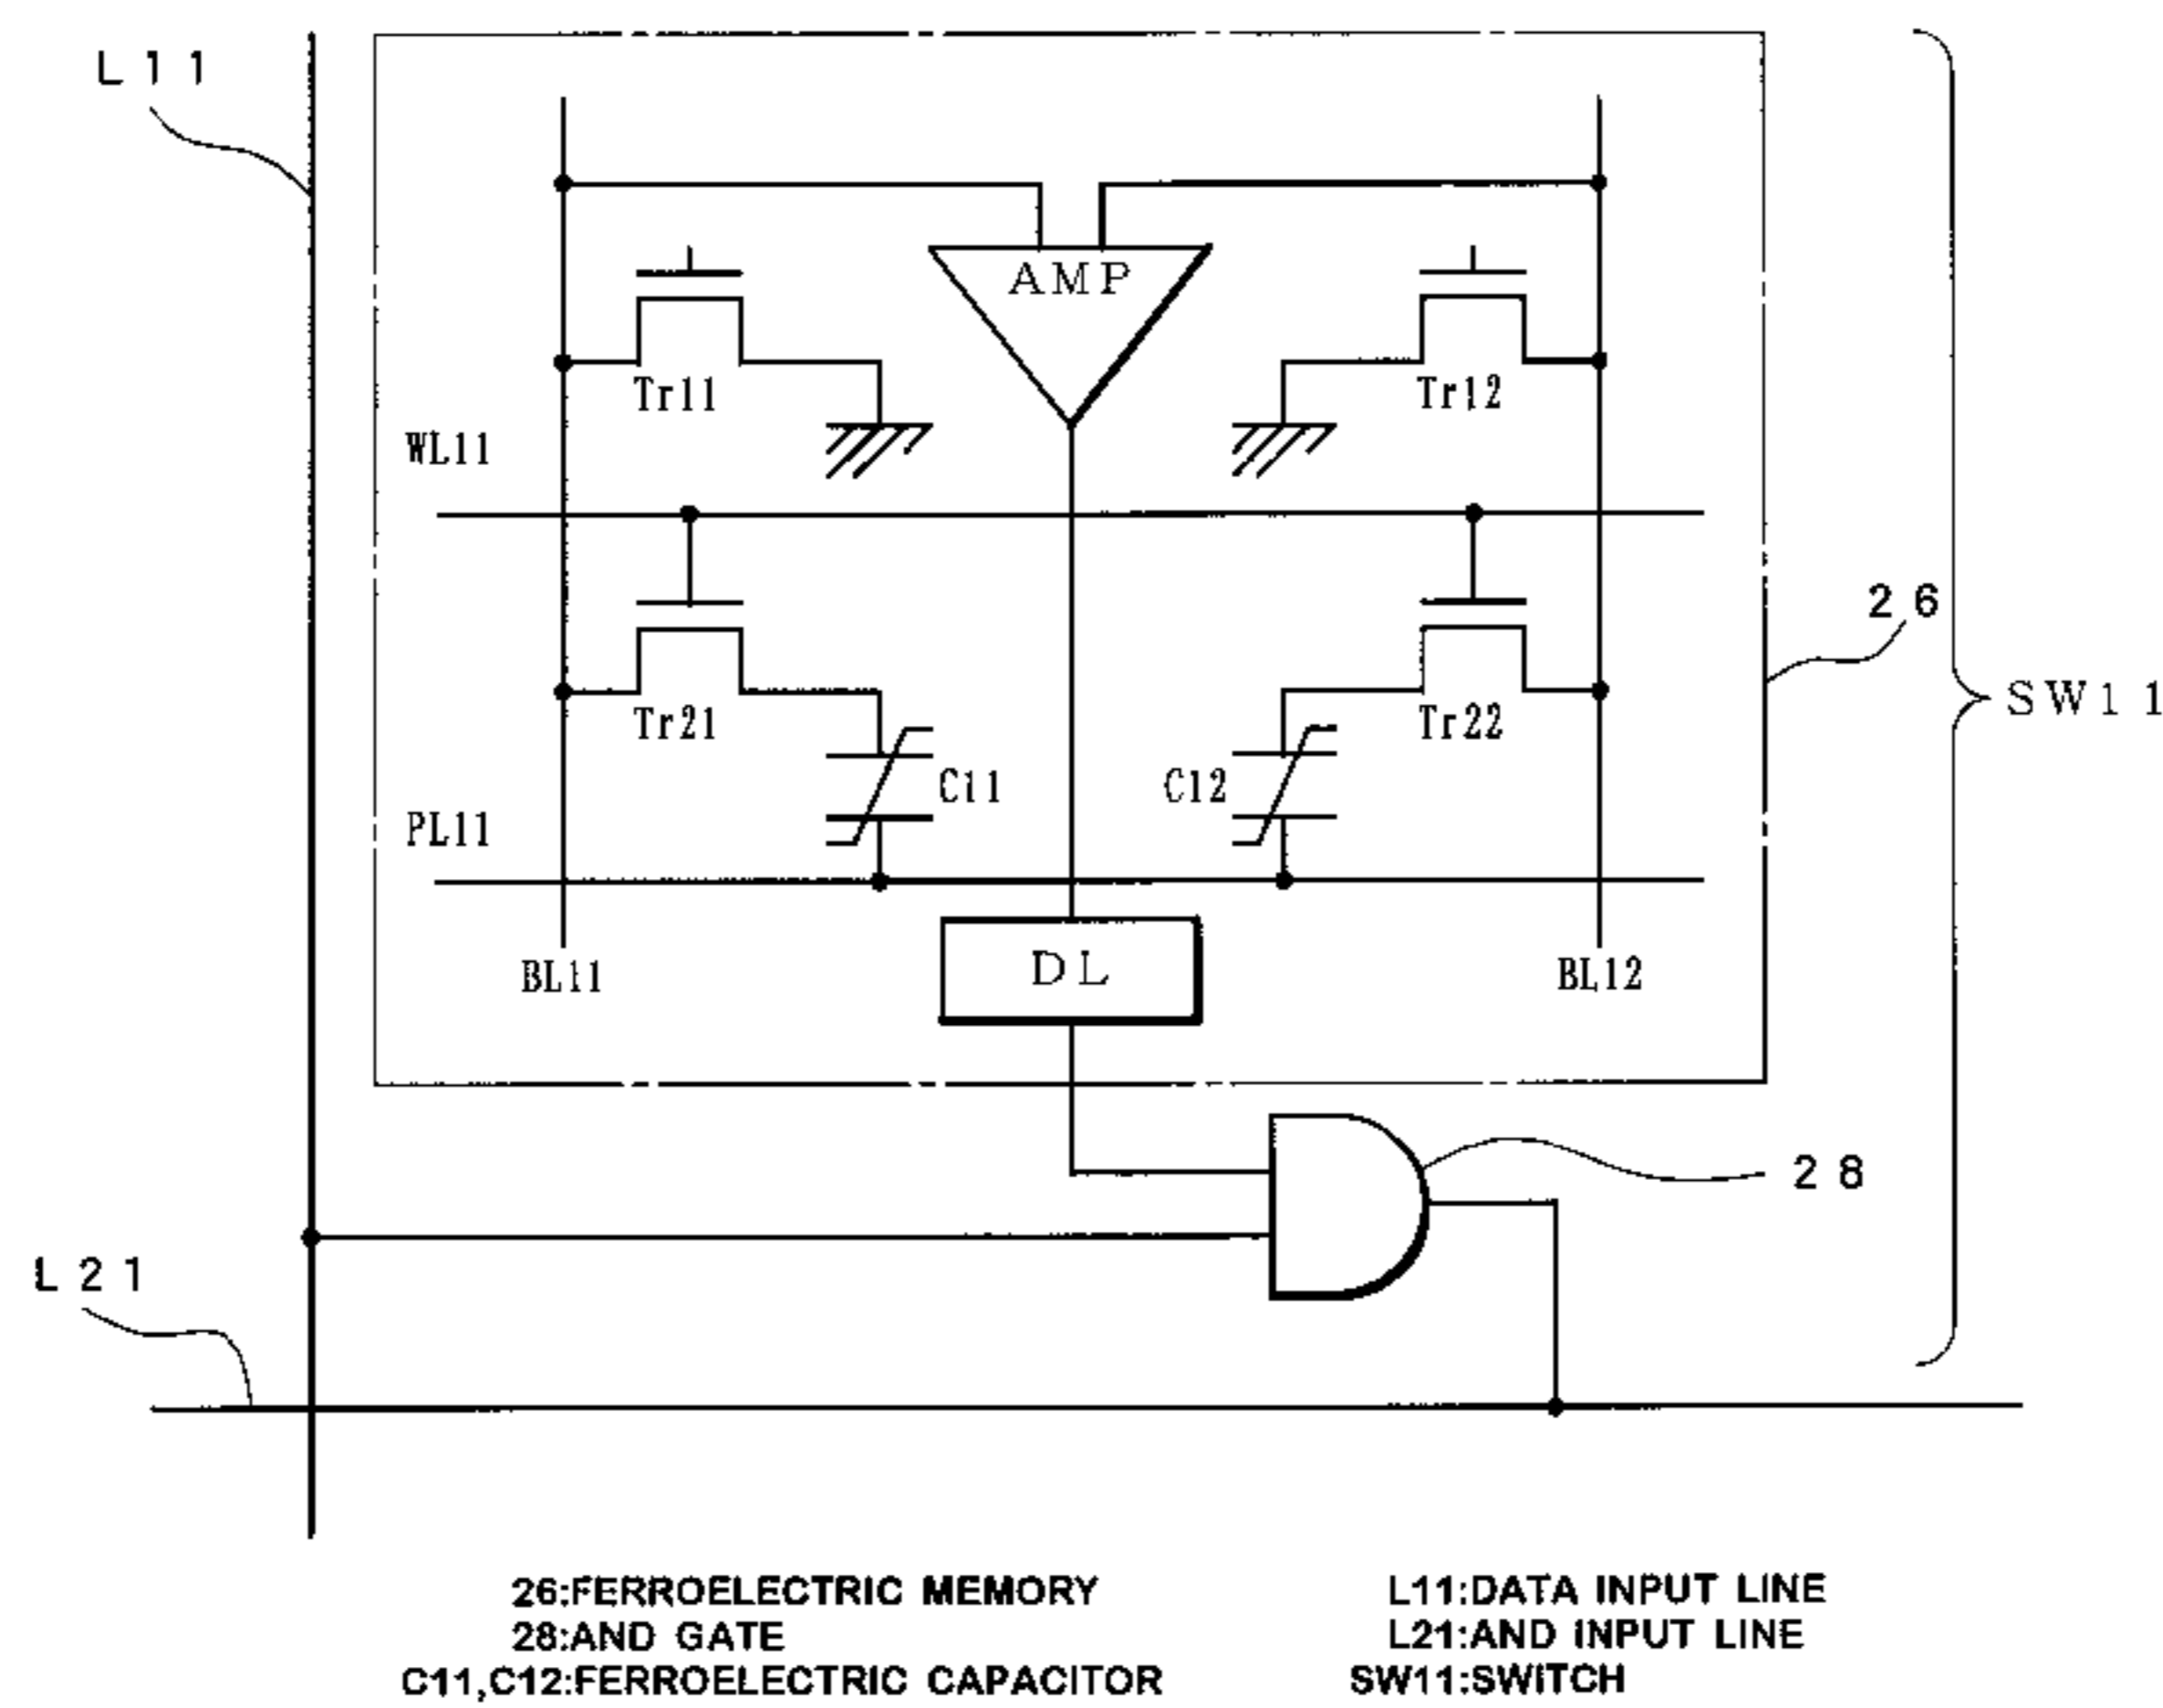 L11
AMP
Tr11
Tr12
WL11
26
SW11
Tr21
Tr22
C11
C12
PL11
DL
BL11
BL12
28
L21
26:FERROELECTRIC MEMORY
L11:DATA INPUT LINE
28:AND GATE
L21:AND INPUT LINE
C11,C12:FERROELECTRIC CAPACITOR
SW11:SWITCH